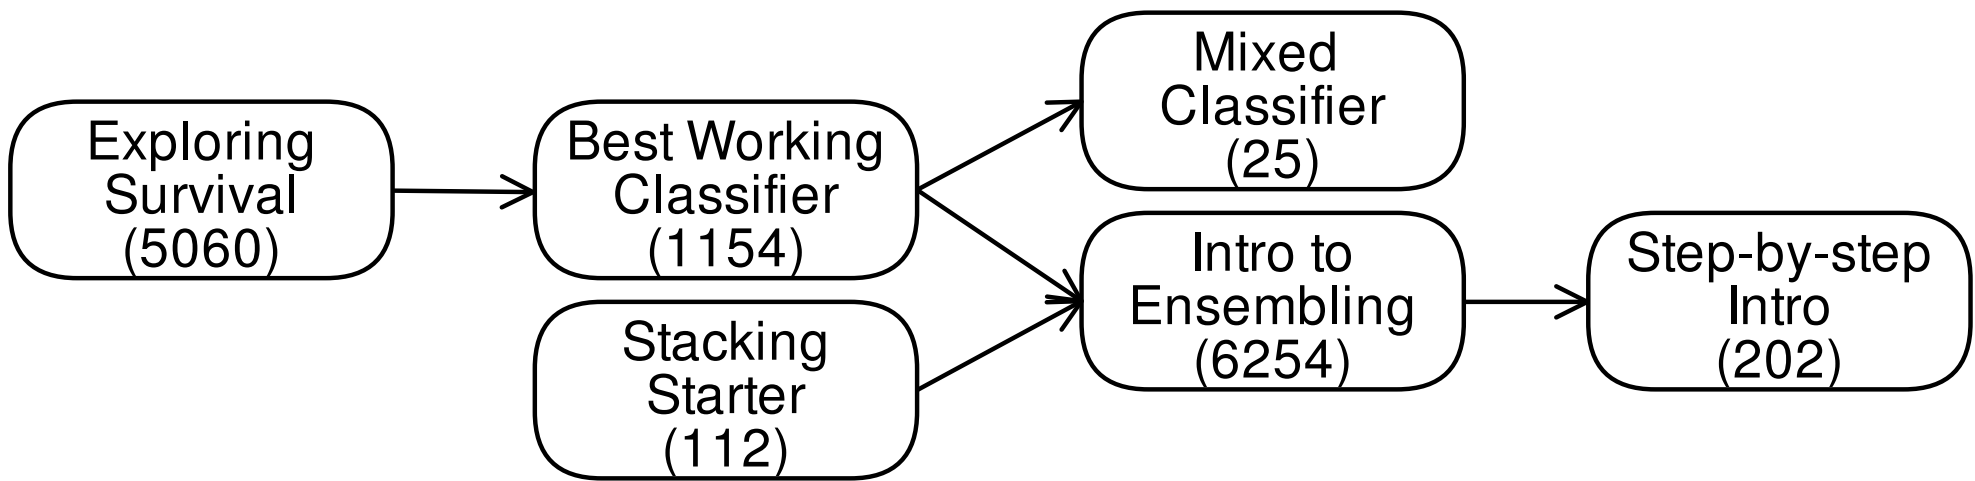 Exploring
Survival
(5060)
Best Working
Classifier
(1154)
Stacking
Starter
(112)
Mixed
Classifier
(25)
Intro to
Ensembling
(6254)
Step-by-step
Intro
(202)